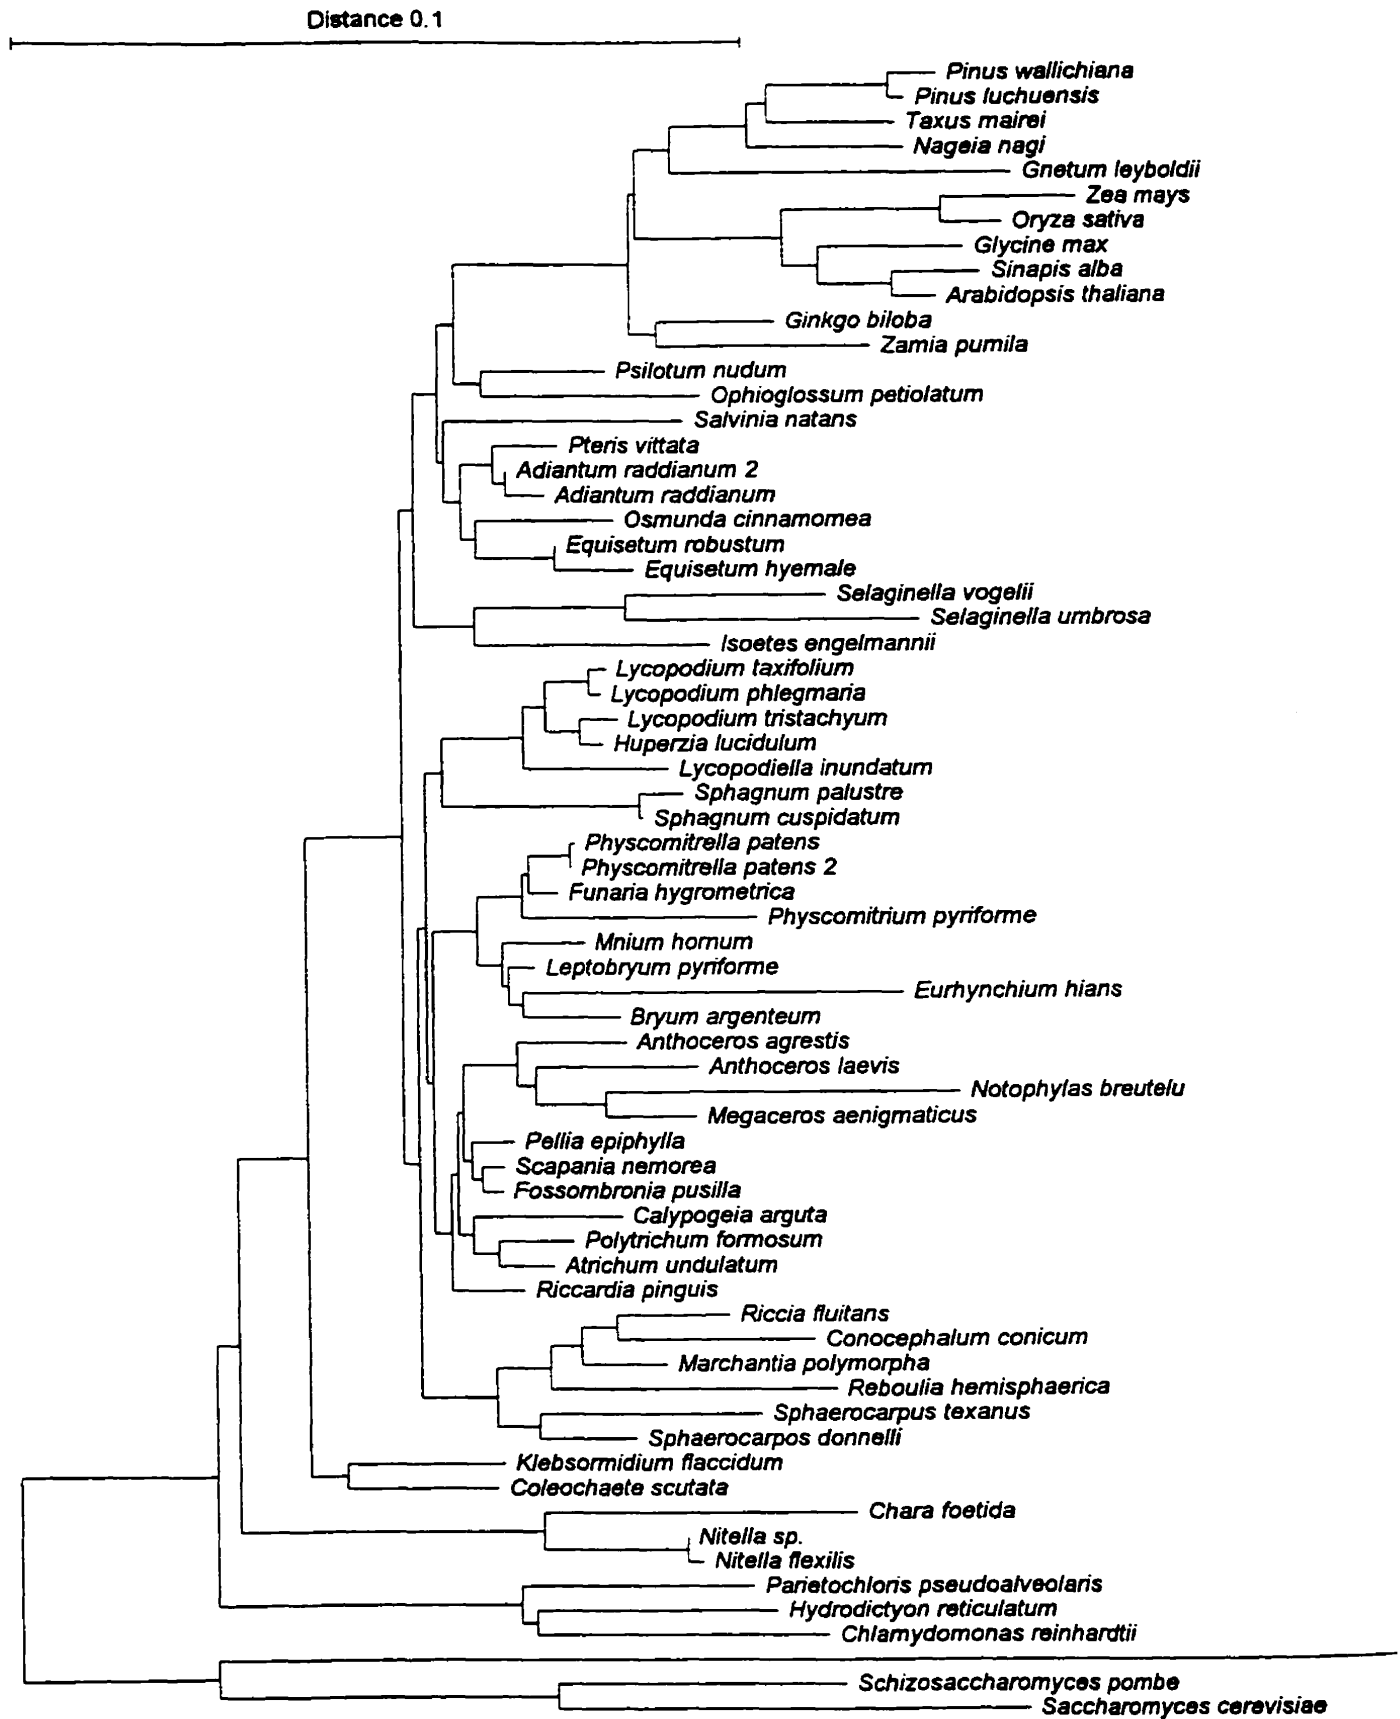 Distance 0.1
Pinus wallichiana
Pinus luchuensis
Taxus mairei
Nageia nagi
Gnetum leyboldii
Zea mays
Oryza sativa
Glycine max
Sinapis alba
Arabidopsis thaliana
Ginkgo biloba
Zamia pumila
Psilotum nudum
Ophioglossum petiolatum
Salvinia natans
Pteris vittata
Adiantum raddianum 2
Adiantum raddianum
Osmunda cinnamomea
Equisetum robustum
Equisetum hyemale
Selaginella vogelii
Selaginella umbrosa
Isoetes engelmannii
Lycopodium taxifolium
Lycopodium phlegmaria
Lycopodium tristachyum
Huperzia lucidulum
Lycopodiella inundatum
Sphagnum palustre
Sphagnum cuspidatum
Physcomitrella patens
Physcomitrella patens 2
Funaria hygrometrica
Physcomitrium pyriforme
Mnium hornum
Leptobryum pyriforme
Eurhynchium hians
Bryum argenteum
Anthoceros agrestis
Anthoceros laevis
Notophylas breutelu
Megaceros aenigmaticus
Pellia epiphylla
Scapania nemorea
Fossombronia pusilla
Calypogeia arguta
Polytrichum formosum
Atrichum undulatum
Riccardia pinguis
Riccia fluitans
Conocephalum conicum
Marchantia polymorpha
Reboulia hemisphaerica
Sphaerocarpus texanus
Sphaerocarpos donnelli
Klebsormidium flaccidum
Coleochaete scutata
Chara foetida
Nitella sp.
Nitella flexilis
Parietochloris pseudoalveolaris
Hydrodictyon reticulatum
Chlamydomonas reinhardtii
Schizosaccharomyces pombe
Saccharomyces cerevisiae